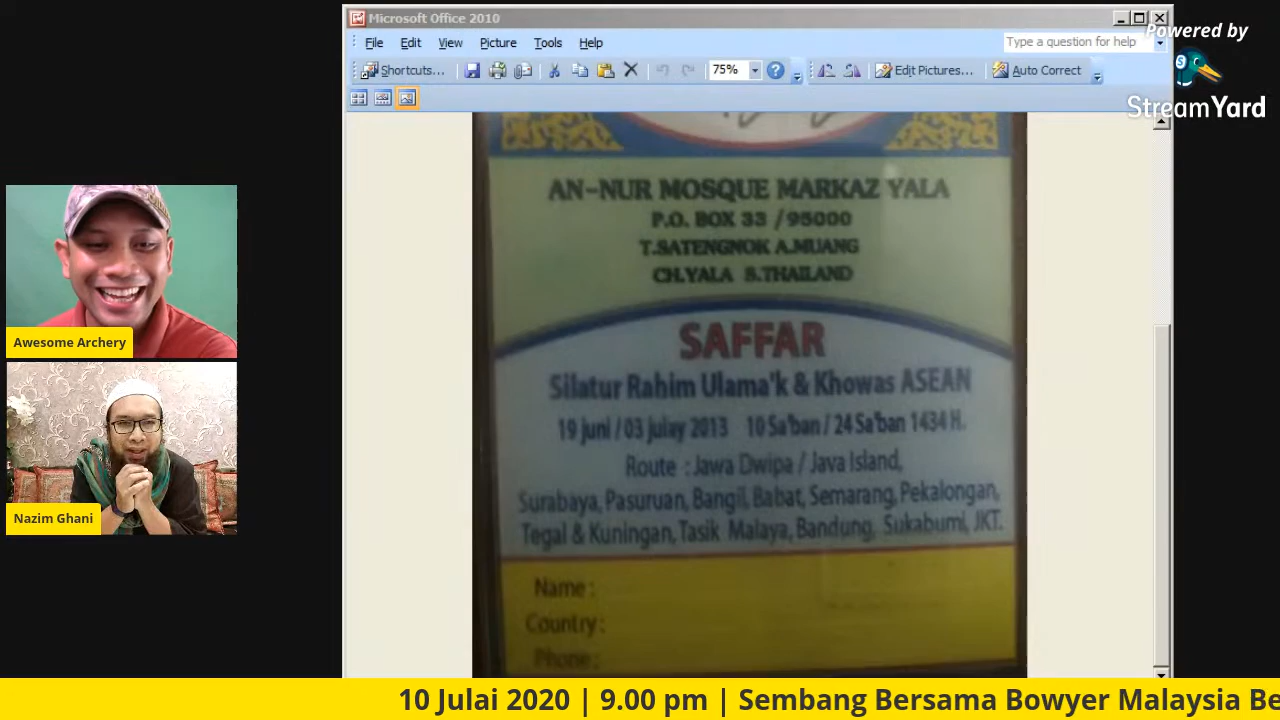 Microsoft Office 2010
File Edit View Picture Tools Help
Type a question for help
Shortcuts... 75% Edit Pictures... Auto Correct
Powered by
StreamYard
AN-NUR MOSQUE MARKAZ YALA
P.O. BOX 33 /95000
T.SATENGNOK A.MUANG
CH.YALA S.THAILAND
SAFFAR
Silatur Rahim Ulama'k & Khowas ASEAN
19 juni / 03 julay 2013 10 Sa'ban / 24 Sa'ban 1434 H.
Route : Jawa Dwipa / Java Island,
Surabaya, Pasuruan, Bangil, Babat, Semarang, Pekalongan,
Tegal & Kuningan, Tasik Malaya, Bandung, Sukabumi, JKT.
Name :
Country :
Phone :
Awesome Archery
Nazim Ghani
10 Julai 2020 | 9.00 pm | Sembang Bersama Bowyer Malaysia Be